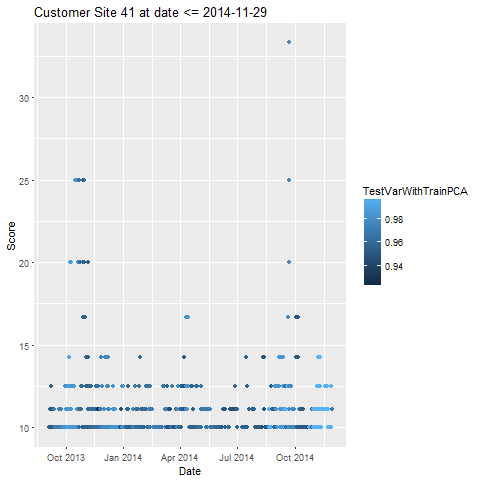 Customer Site 41 at date <= 2014-11-29
Score
30
25
20
15
10
Oct 2013 Jan 2014 Apr 2014 Jul 2014 Oct 2014
Date
TestVarWithTrainPCA
0.98
0.96
0.94